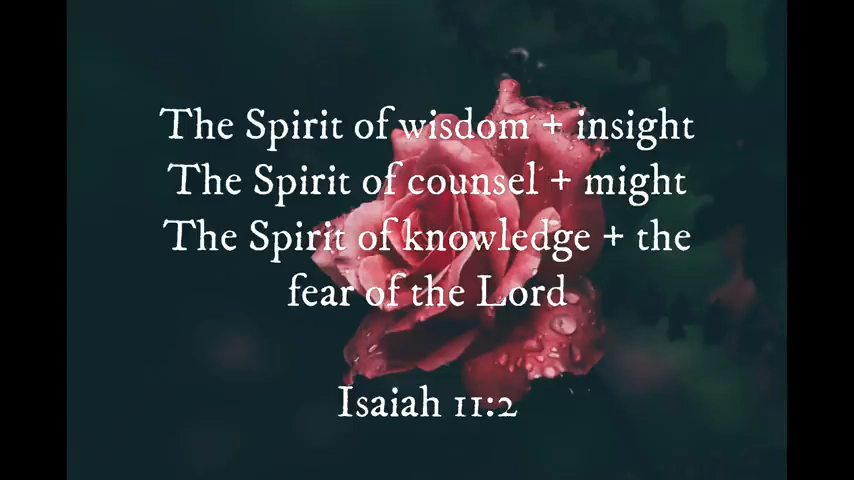 The Spirit of wisdom + insight
The Spirit of counsel + might
The Spirit of knowledge + the
fear of the Lord
Isaiah 11:2